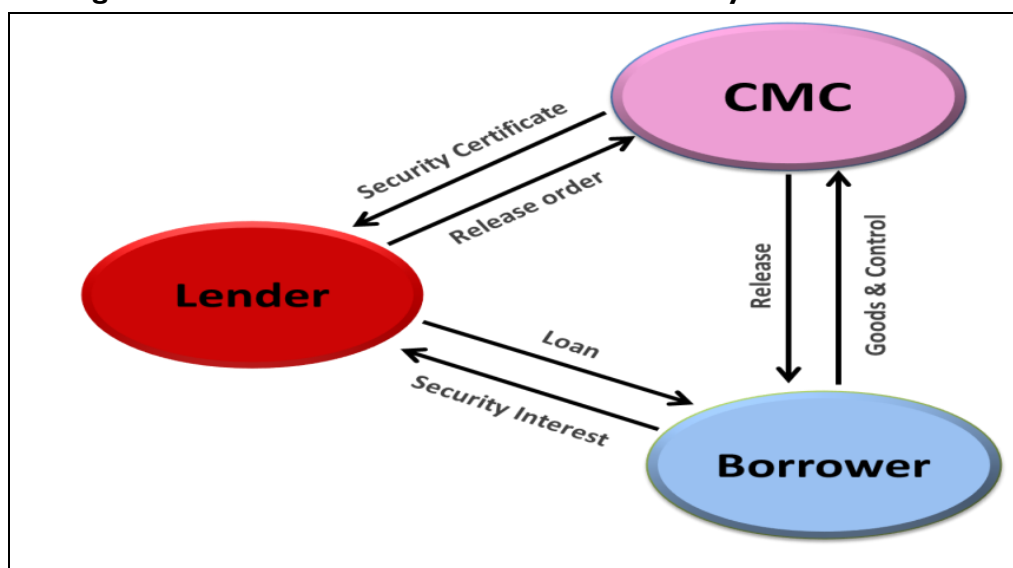 CMC
Security Certificate
Release order
Lender
Release
Goods & Control
Loan
Security Interest
Borrower